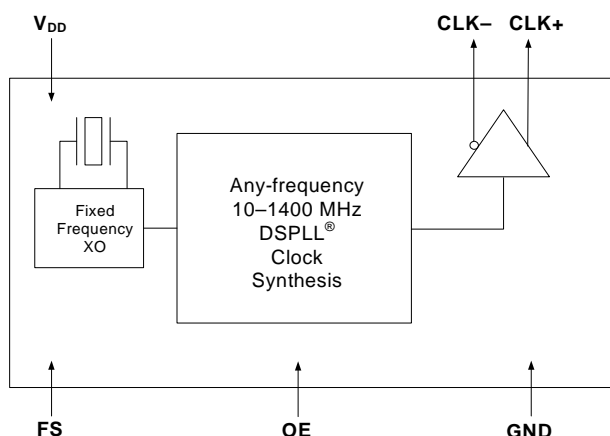 VDD
CLK– CLK+
Fixed
Frequency
XO
Any-frequency
10–1400 MHz
DSPLL®
Clock
Synthesis
FS
OE
GND